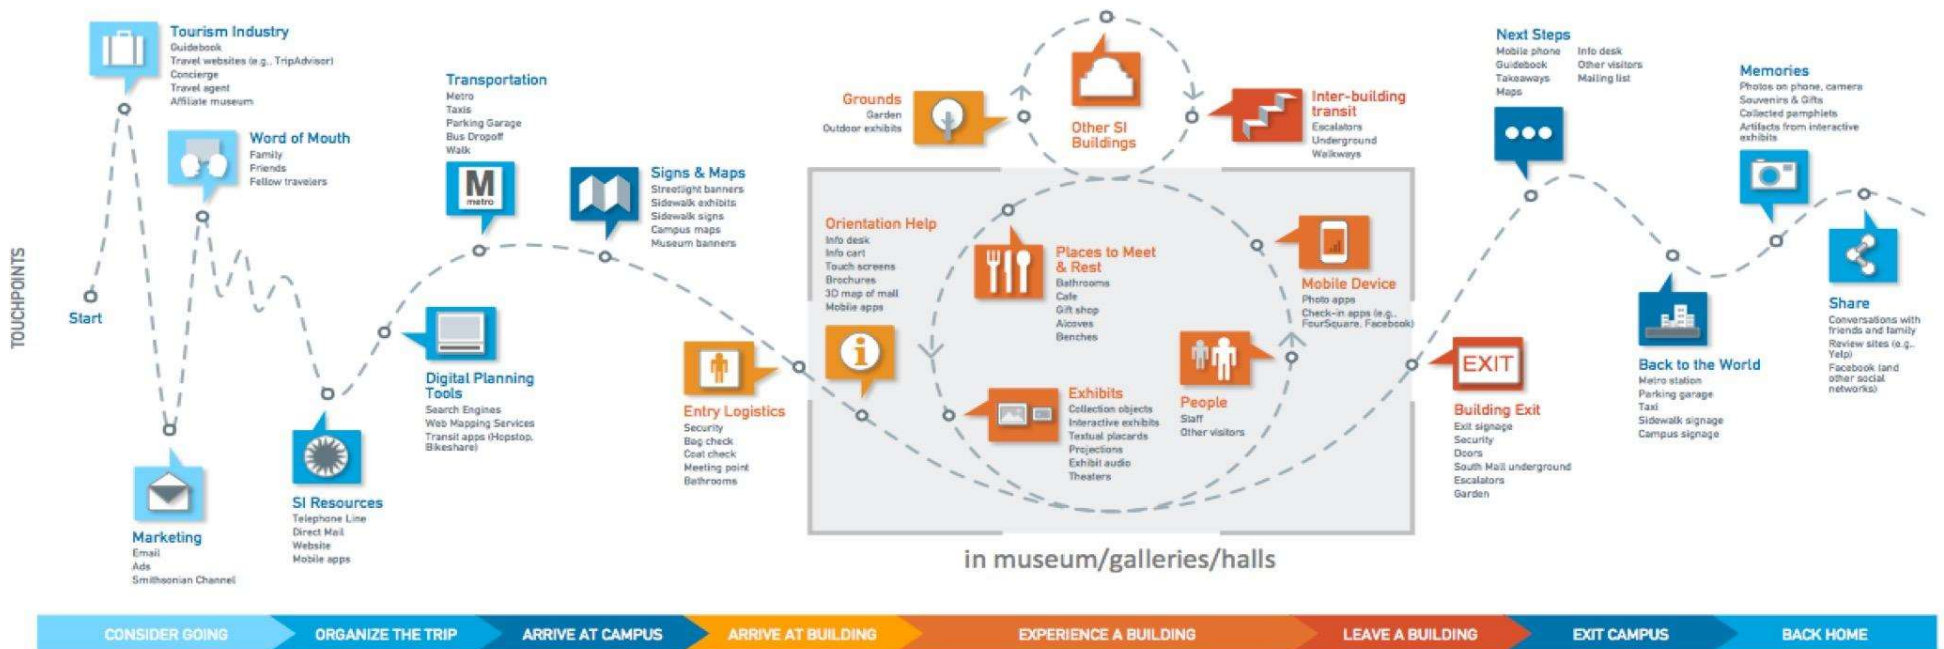 TOUCHPOINTS
Start
Tourism Industry
Guidebook
Travel websites (e.g., TripAdvisor)
Concierge
Travel agent
Affiliate museum
Word of Mouth
Family
Friends
Fellow travelers
Marketing
Email
Ads
Smithsonian Channel
SI Resources
Telephone Line
Direct Mail
Website
Mobile apps
Digital Planning
Tools
Search Engines
Web Mapping Services
Transit apps (Hopstop,
Bikeshare)
Transportation
Metro
Taxis
Parking Garage
Bus Dropoff
Walk
M
metro
Signs & Maps
Streetlight banners
Sidewalk exhibits
Sidewalk signs
Campus maps
Museum banners
Entry Logistics
Security
Bag check
Coat check
Meeting point
Bathrooms
Orientation Help
Info desk
Info cart
Touch screens
Brochures
3D map of mall
Mobile apps
i
Grounds
Garden
Outdoor exhibits
Other SI
Buildings
Inter-building
transit
Escalators
Underground
Walkways
Places to Meet
& Rest
Bathrooms
Cafe
Gift shop
Alcoves
Benches
Exhibits
Collection objects
Interactive exhibits
Textual placards
Projections
Exhibit audio
Theaters
People
Staff
Other visitors
Mobile Device
Photo apps
Check-in apps (e.g.,
FourSquare, Facebook)
in museum/galleries/halls
EXIT
Building Exit
Exit signage
Security
Doors
South Mall underground
Escalators
Garden
Next Steps
Mobile phone
Guidebook
Takeaways
Maps
Info desk
Other visitors
Mailing list
Back to the World
Metro station
Parking garage
Taxi
Sidewalk signage
Campus signage
Memories
Photos on phone, camera
Souvenirs & Gifts
Collected pamphlets
Artifacts from interactive
exhibits
Share
Conversations with
friends and family
Review sites (e.g.,
Yelp)
Facebook (and
other social
networks)
CONSIDER GOING
ORGANIZE THE TRIP
ARRIVE AT CAMPUS
ARRIVE AT BUILDING
EXPERIENCE A BUILDING
LEAVE A BUILDING
EXIT CAMPUS
BACK HOME